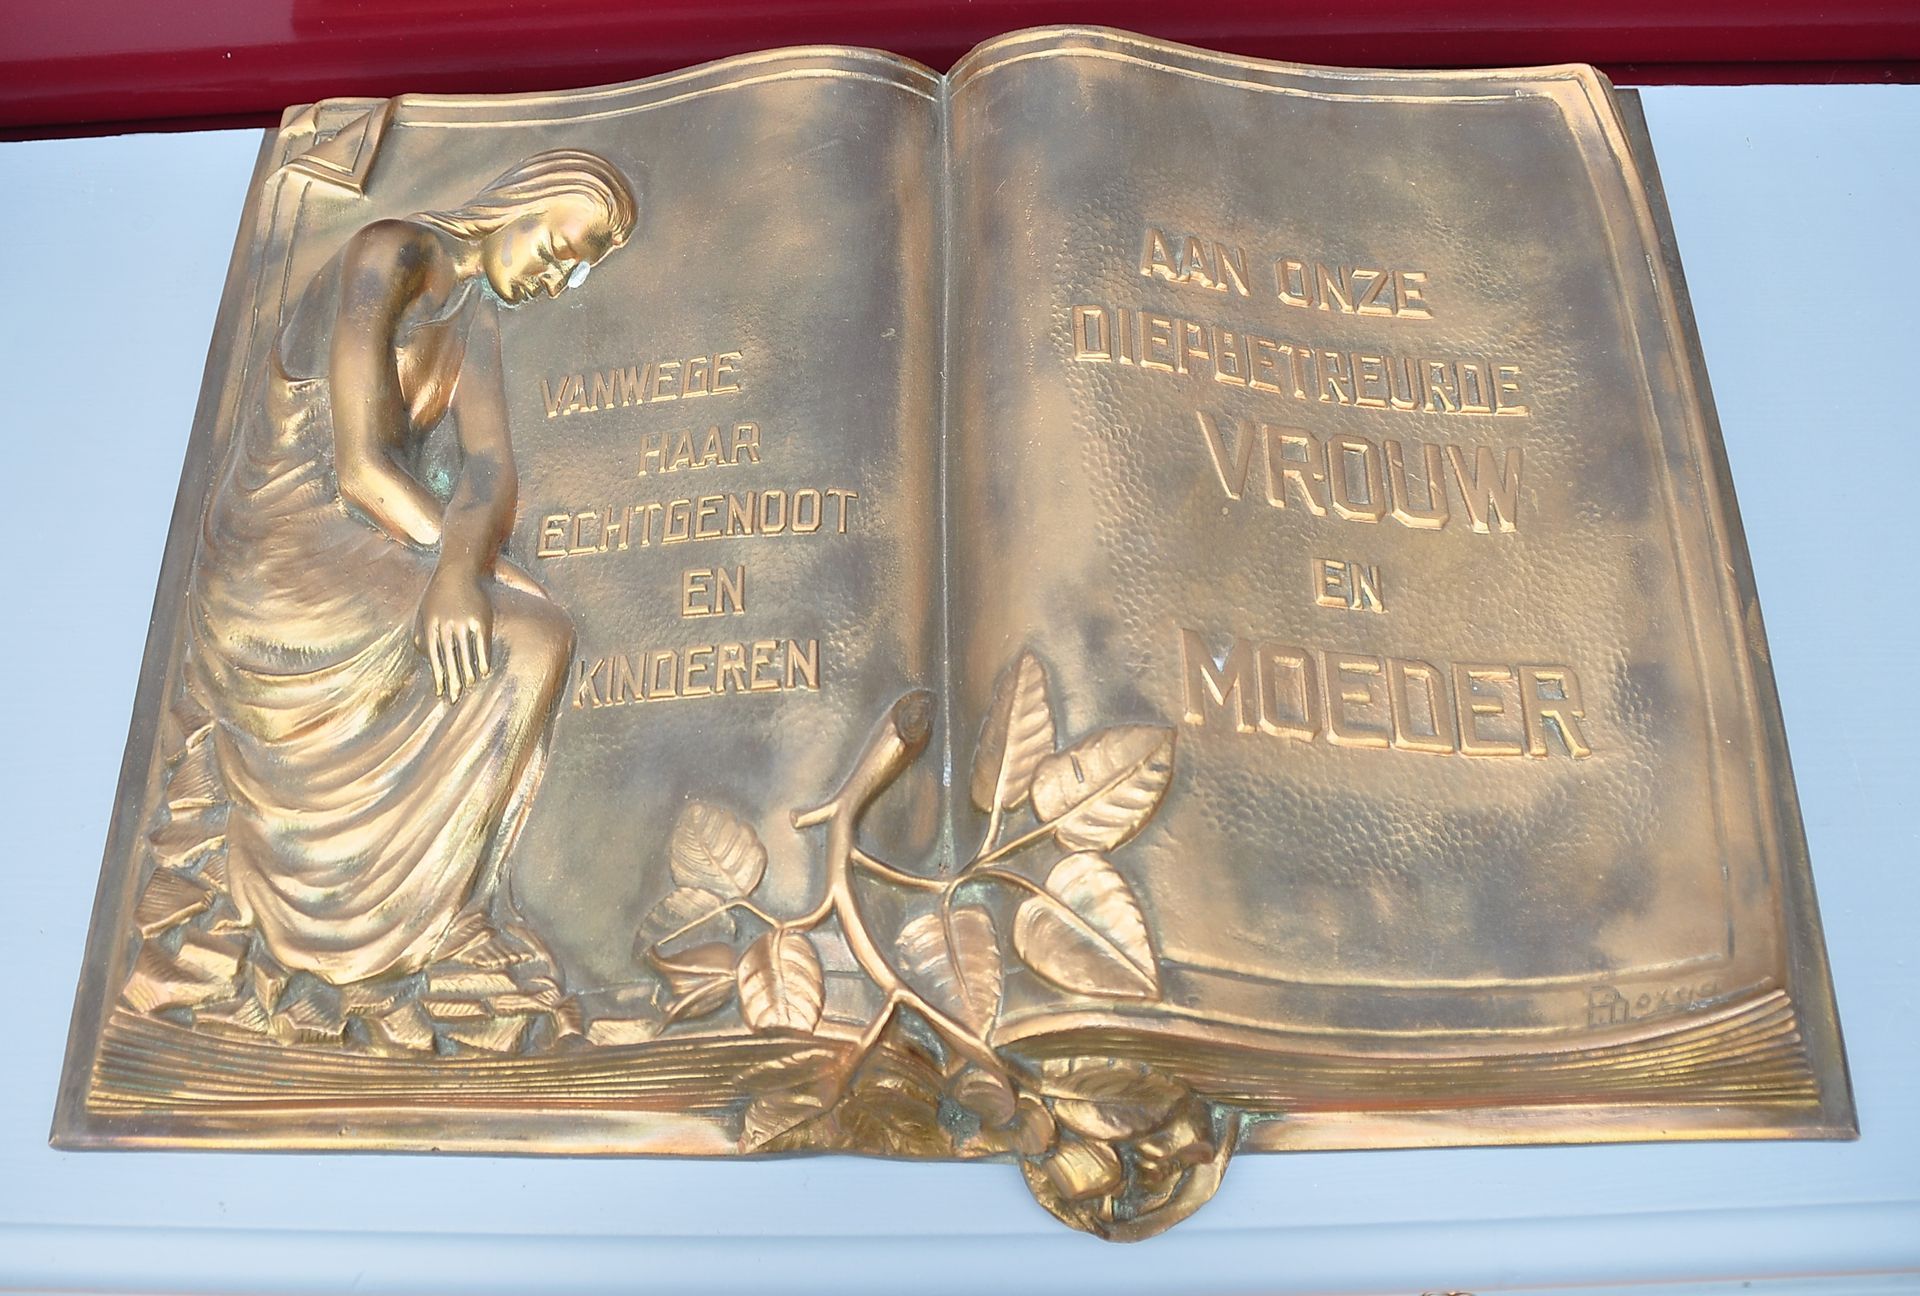 VANWEGE
HAAR
ECHTGENOOT
EN
KINDEREN
AAN ONZE
DIEPBETREURDE
VROUW
EN
MOEDER